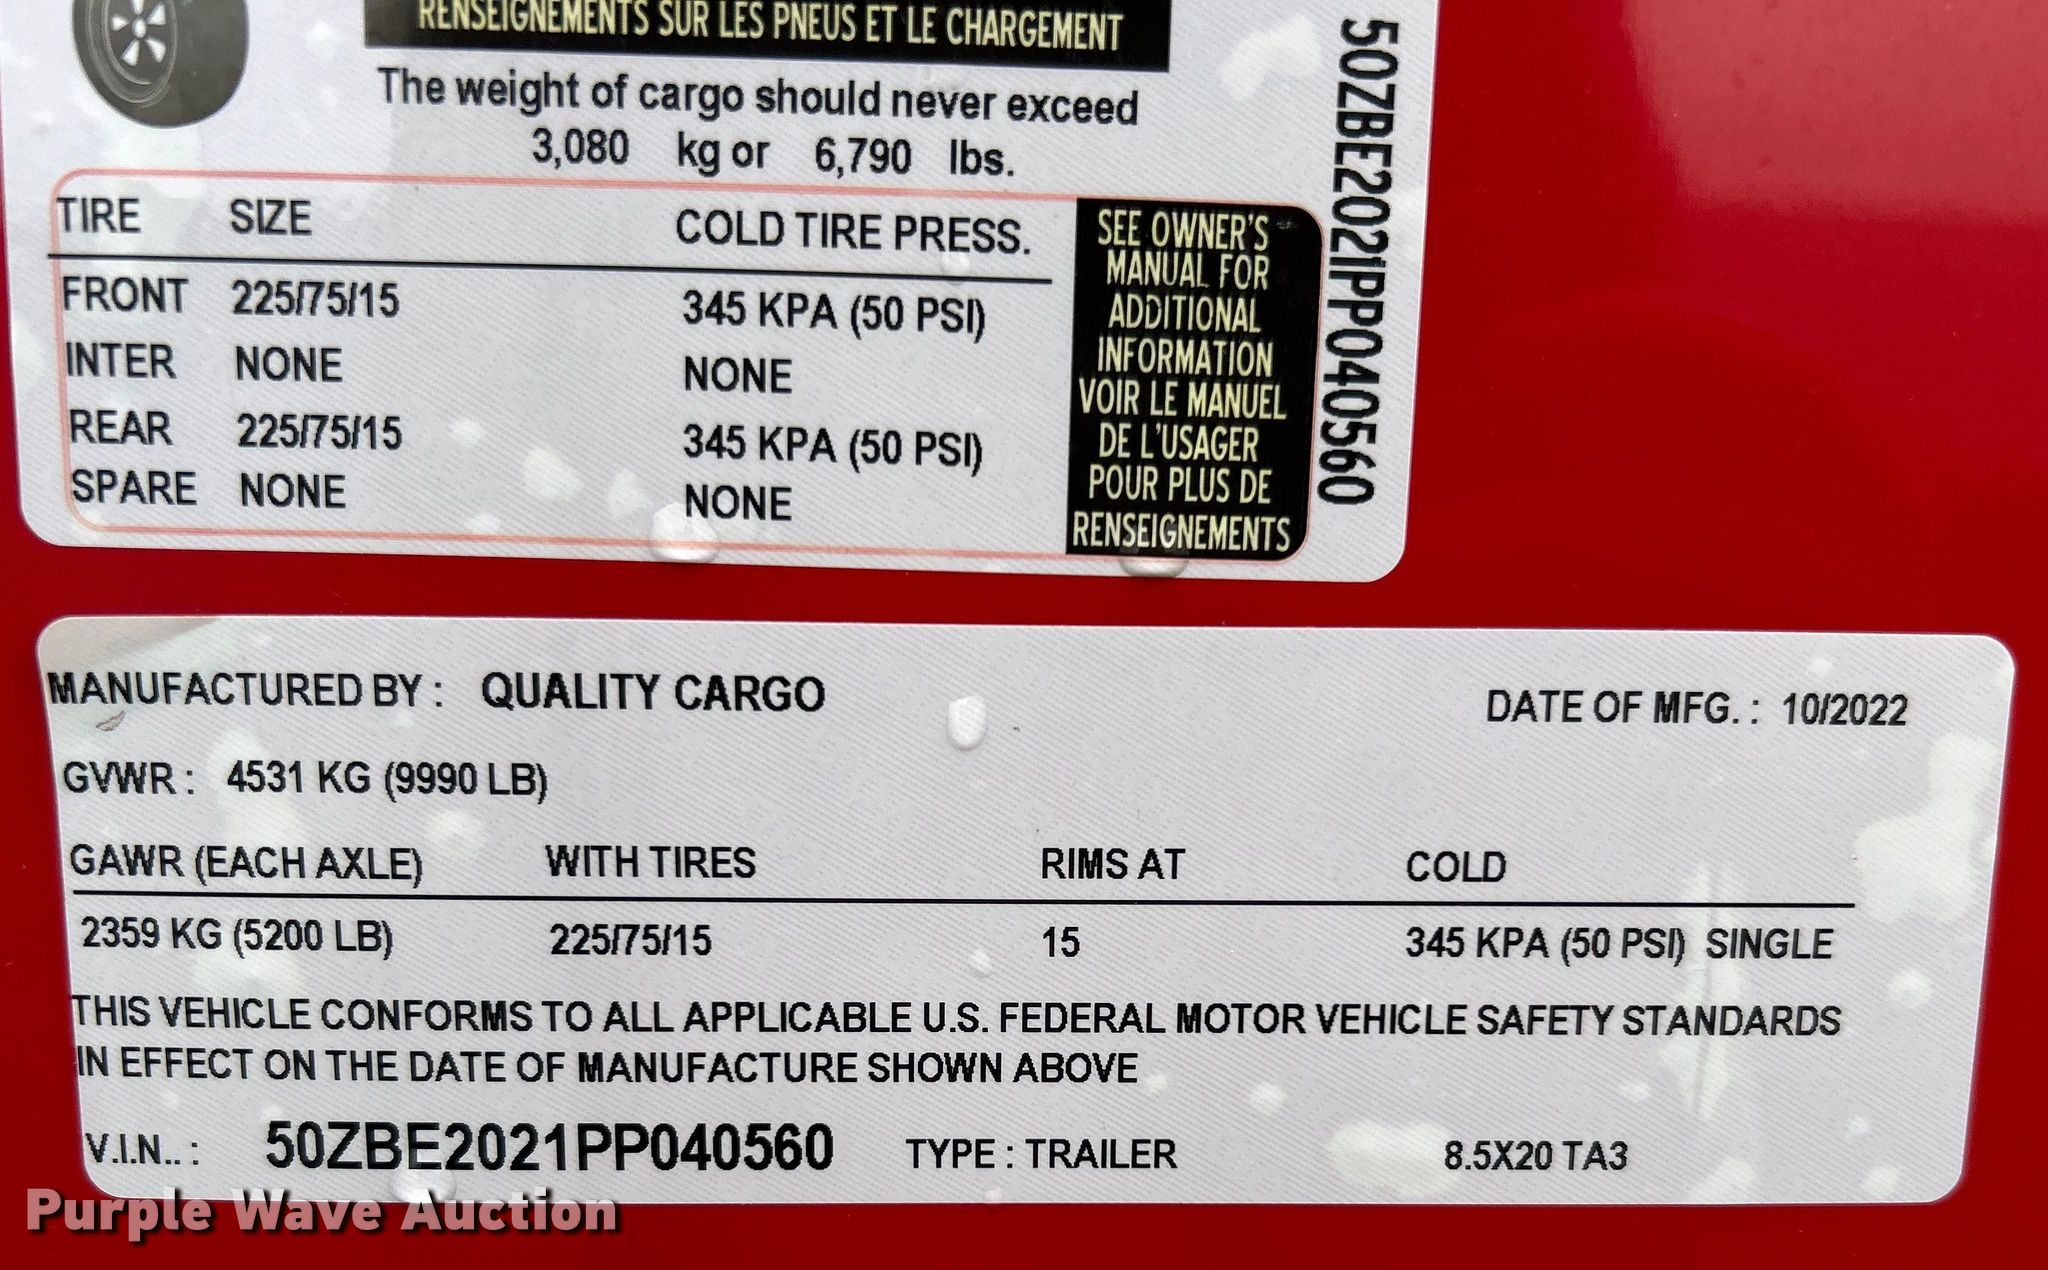 RENSEIGNEMENTS SUR LES PNEUS ET LE CHARGEMENT
The weight of cargo should never exceed
3,080 kg or 6,790 lbs.
TIRE SIZE COLD TIRE PRESS.
FRONT 225/75/15 345 KPA (50 PSI)
INTER NONE NONE
REAR 225/75/15 345 KPA (50 PSI)
SPARE NONE NONE
SEE OWNER'S
MANUAL FOR
ADDITIONAL
INFORMATION
VOIR LE MANUEL
DE L'USAGER
POUR PLUS DE
RENSEIGNEMENTS
50ZBE2021PP040560
MANUFACTURED BY : QUALITY CARGO DATE OF MFG. : 10/2022
GVWR : 4531 KG (9990 LB)
GAWR (EACH AXLE) WITH TIRES RIMS AT COLD
2359 KG (5200 LB) 225/75/15 15 345 KPA (50 PSI) SINGLE
THIS VEHICLE CONFORMS TO ALL APPLICABLE U.S. FEDERAL MOTOR VEHICLE SAFETY STANDARDS
IN EFFECT ON THE DATE OF MANUFACTURE SHOWN ABOVE
V.I.N.. : 50ZBE2021PP040560 TYPE : TRAILER 8.5X20 TA3
Purple Wave Auction